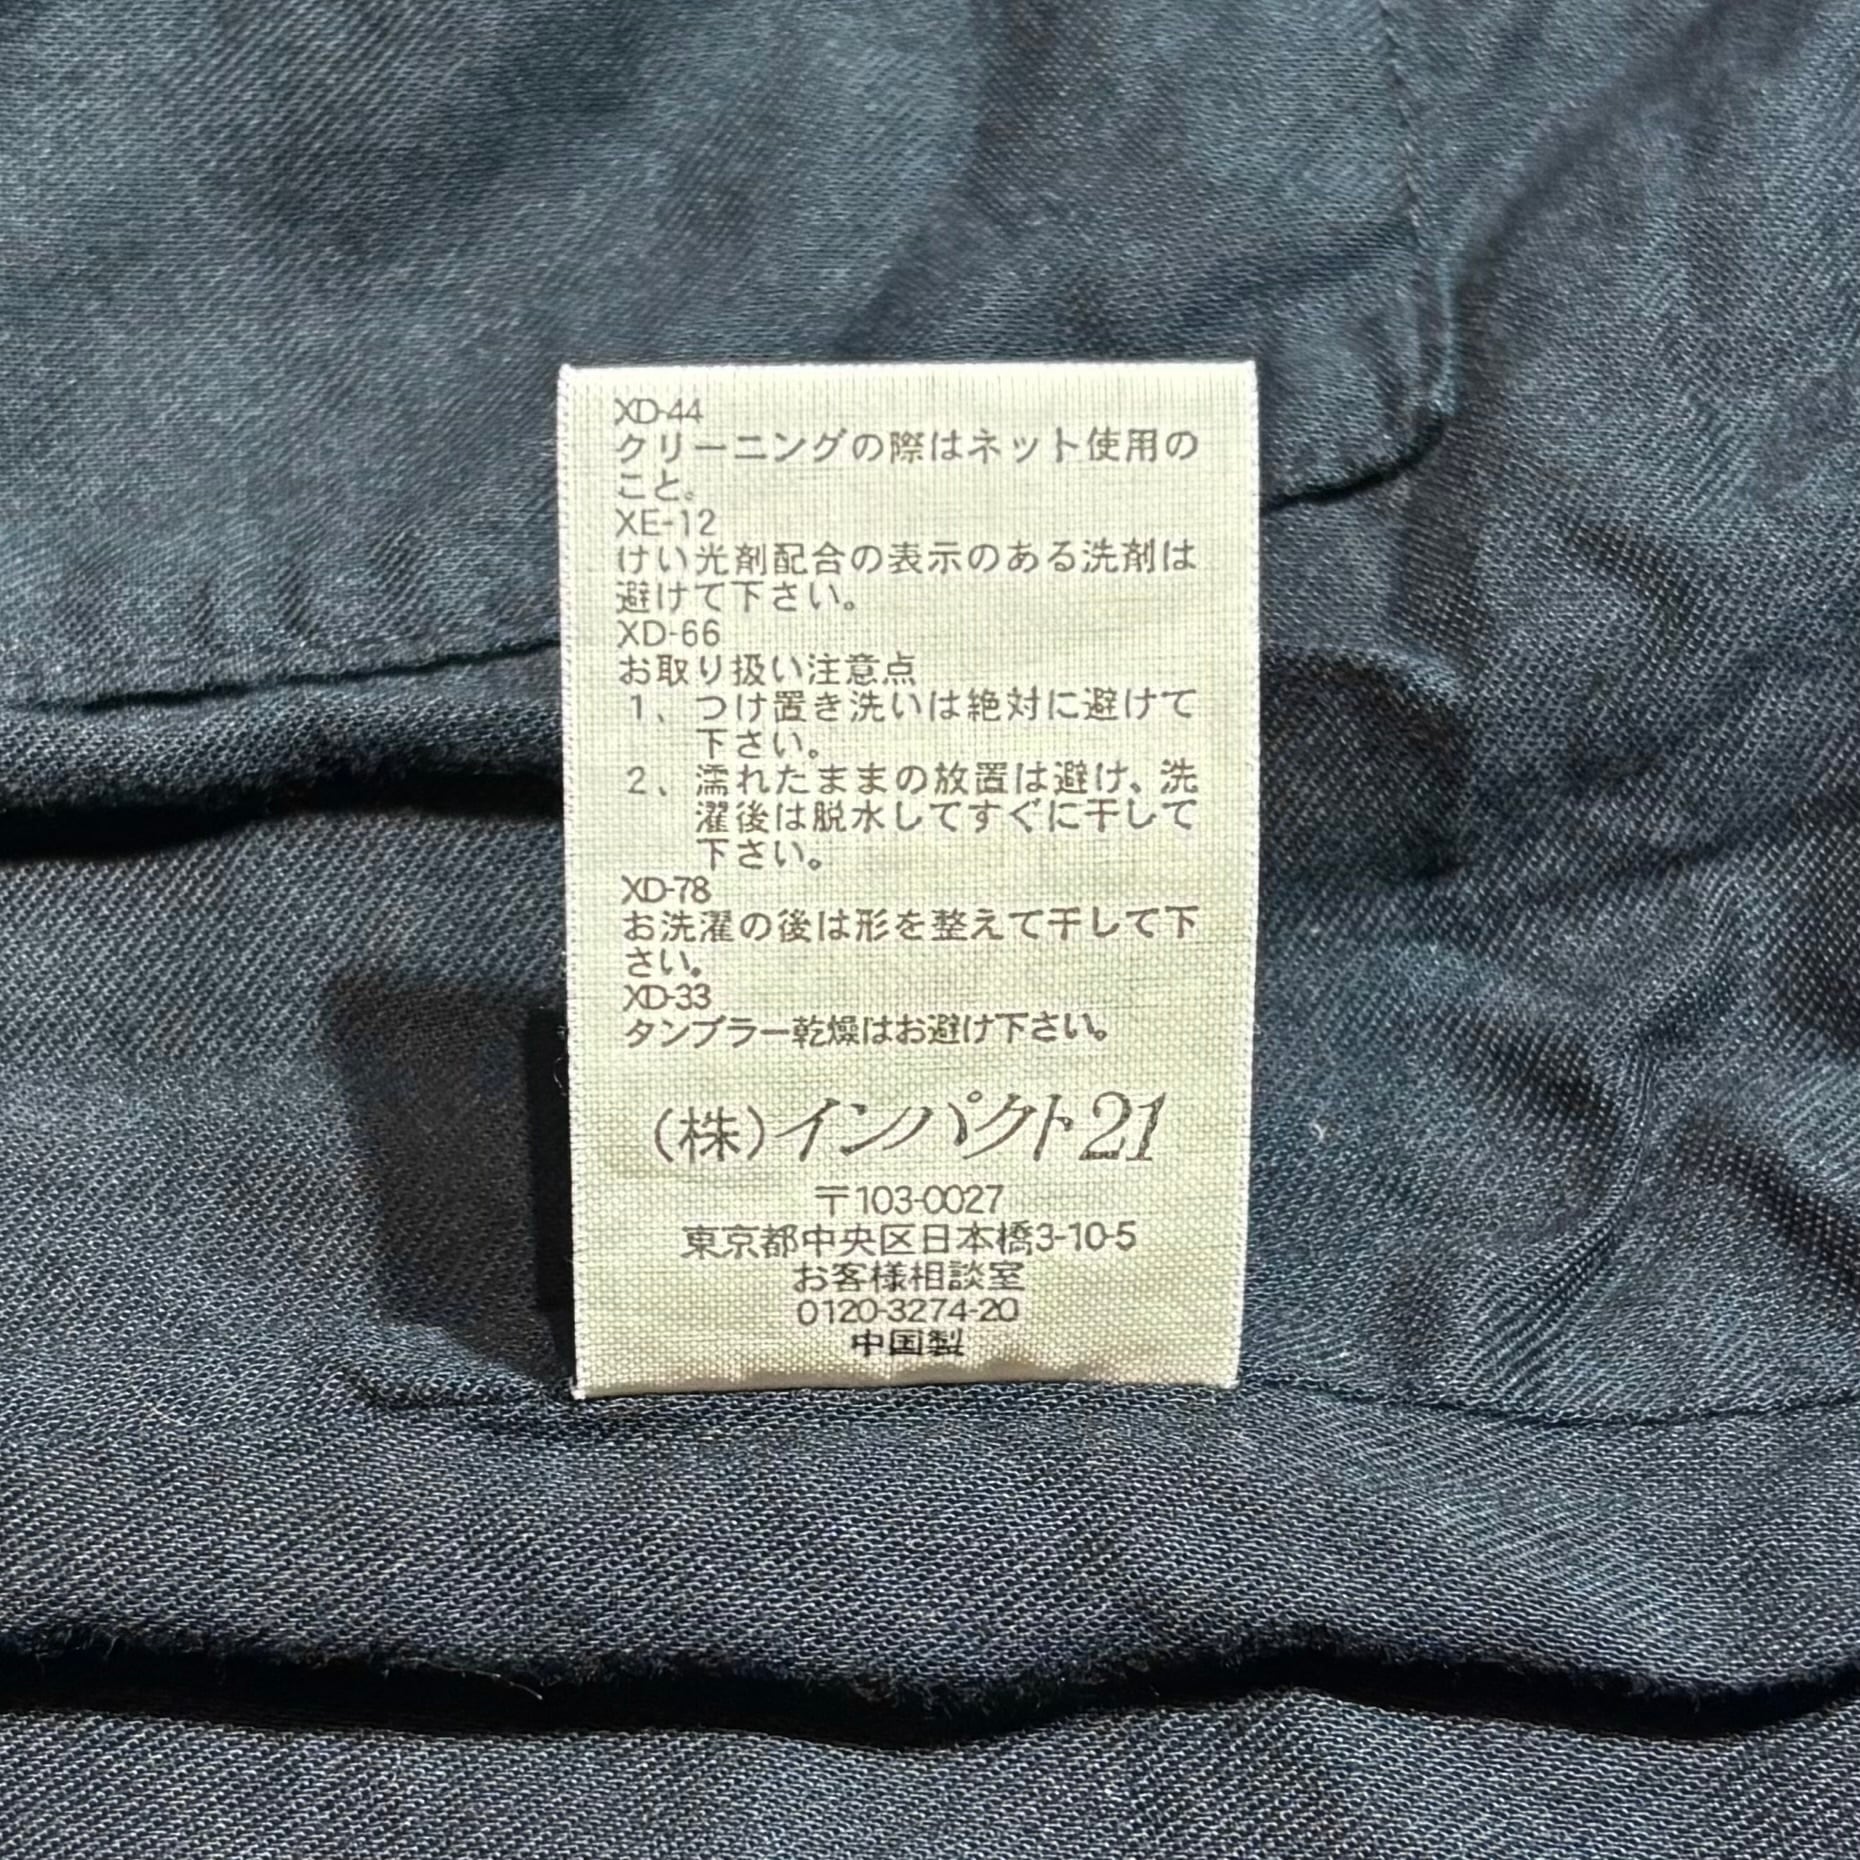 XD-44
クリーニングの際はネット使用の
こと。
XE-12
けい光剤配合の表示のある洗剤は
避けて下さい。
XD-66
お取り扱い注意点
1、つけ置き洗いは絶対に避けて
下さい。
2、濡れたままの放置は避け、洗
濯後は脱水してすぐに干して
下さい。
XD-78
お洗濯の後は形を整えて干して下
さい。
XD-33
タンブラー乾燥はお避け下さい。
(株)インパクト21
〒103-0027
東京都中央区日本橋3-10-5
お客様相談室
0120-3274-20
中国製